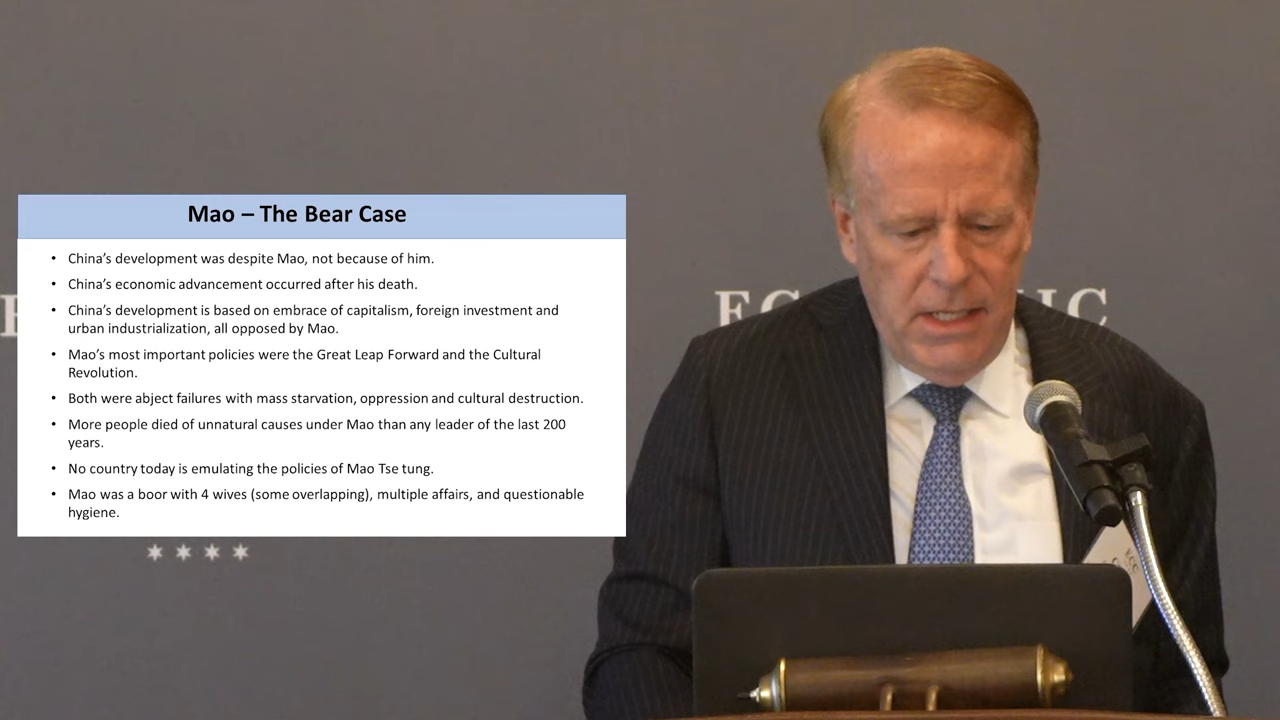 Mao – The Bear Case
• China's development was despite Mao, not because of him.
• China's economic advancement occurred after his death.
• China's development is based on embrace of capitalism, foreign investment and
urban industrialization, all opposed by Mao.
• Mao's most important policies were the Great Leap Forward and the Cultural
Revolution.
• Both were abject failures with mass starvation, oppression and cultural destruction.
• More people died of unnatural causes under Mao than any leader of the last 200
years.
• No country today is emulating the policies of Mao Tse tung.
• Mao was a boor with 4 wives (some overlapping), multiple affairs, and questionable
hygiene.
ECC